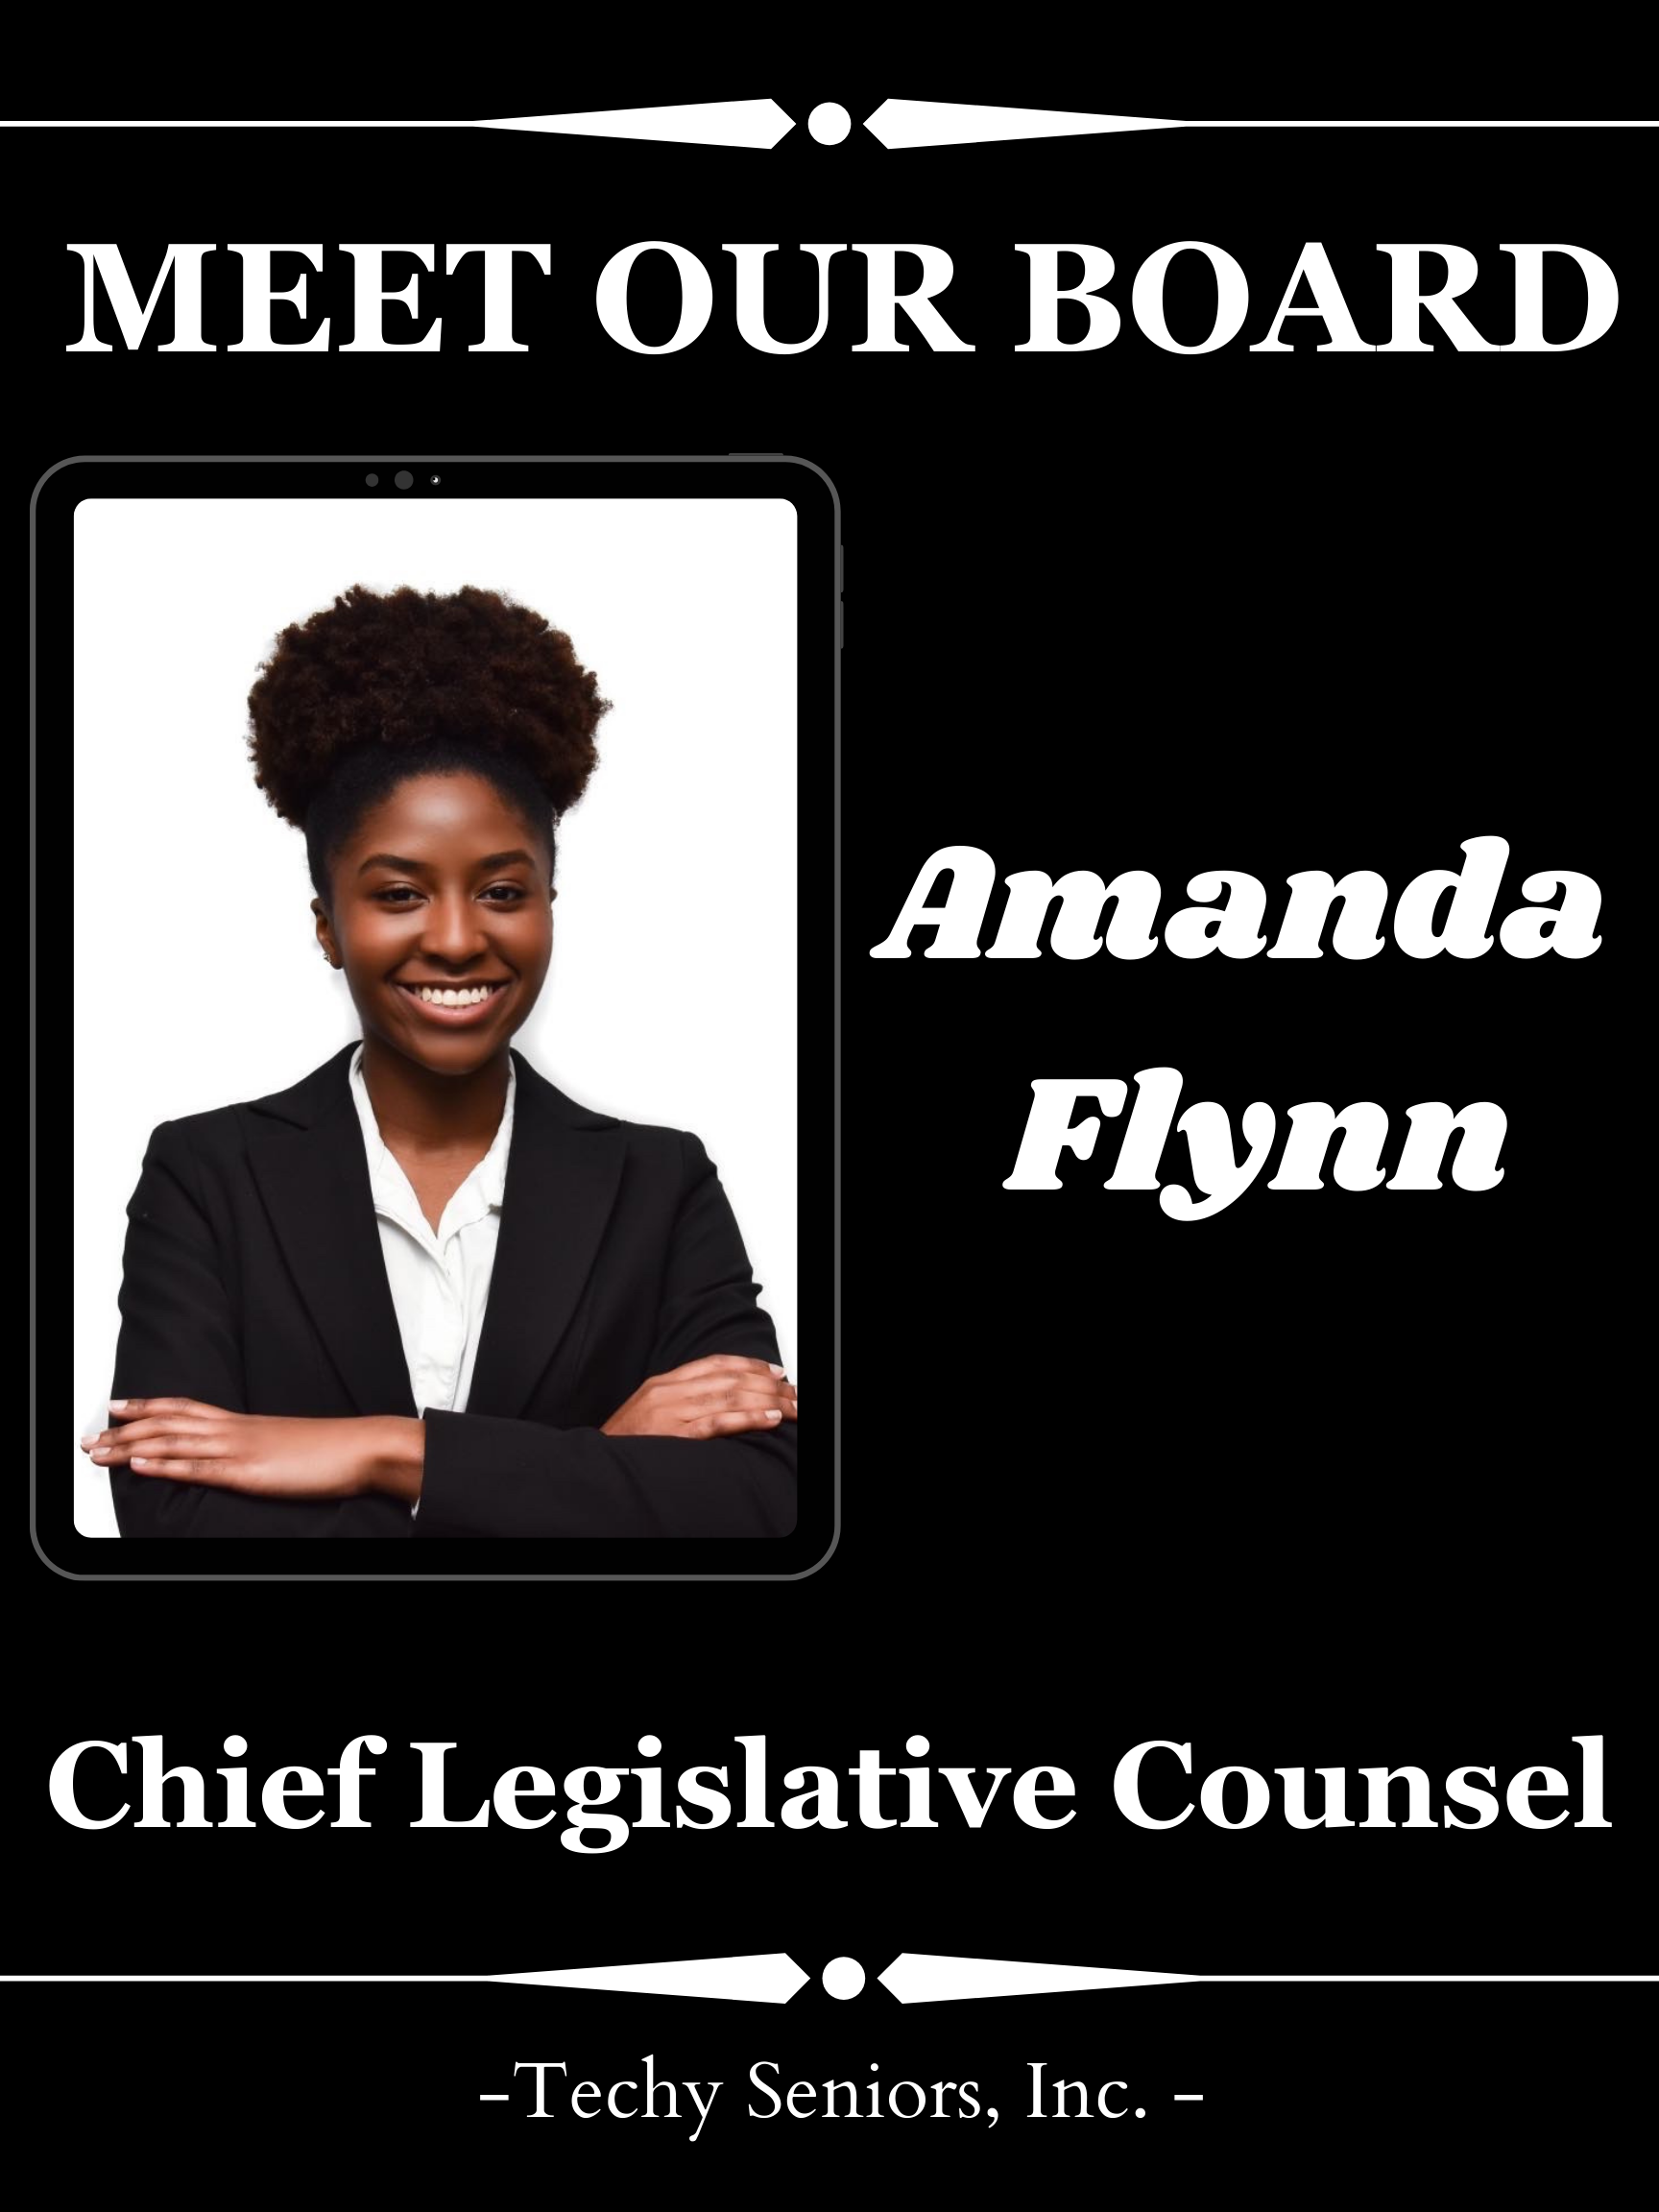 MEET OUR BOARD
Amanda
Flynn
Chief Legislative Counsel
-Techy Seniors, Inc. -